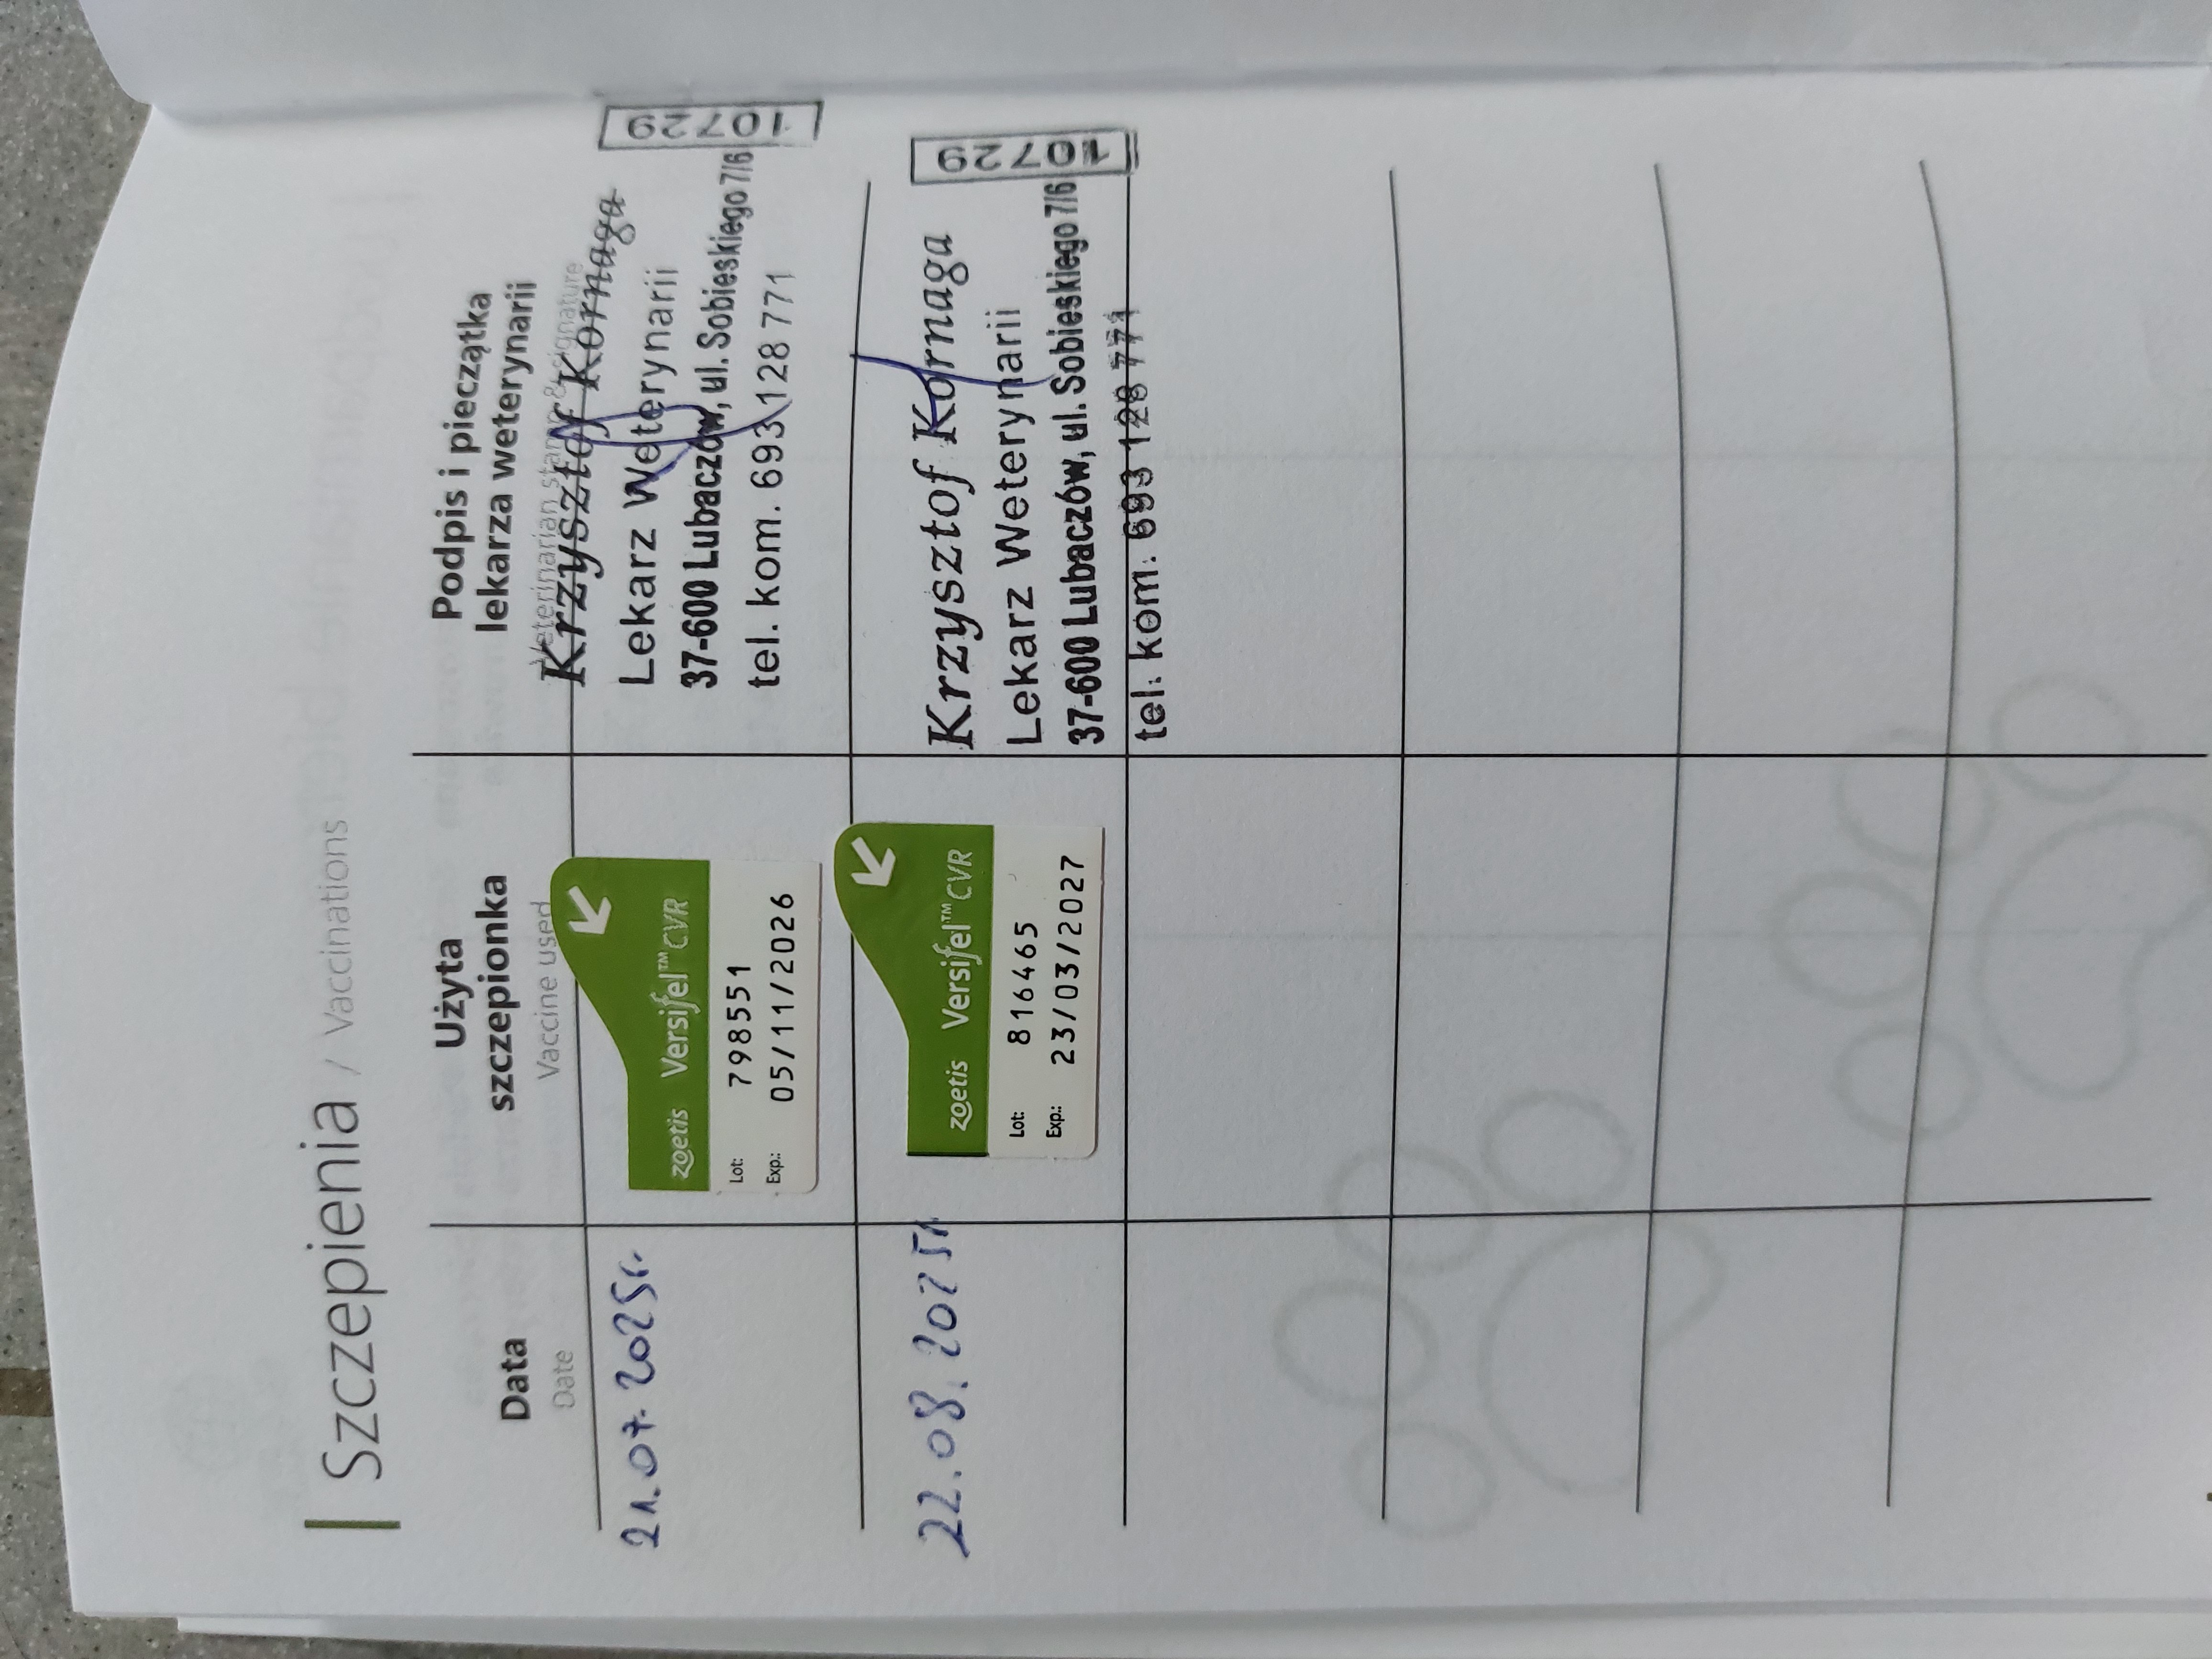 Szczepienia / Vaccinations
Data
Date
Użyta
szczepionka
Vaccine used
Podpis i pieczątka
lekarza weterynarii
Veterinarian stamp & signature
21.07.2025r.
zoetis Versifel™ CVR
Lot: 798551
Exp.: 05/11/2026
Krzysztof Kornaga
Lekarz Weterynarii
37-600 Lubaczów, ul. Sobieskiego 7/6
tel. kom. 693 128 771
10729
22.08.2025r.
zoetis Versifel™ CVR
Lot: 816465
Exp.: 23/03/2027
Krzysztof Kornaga
Lekarz Weterynarii
37-600 Lubaczów, ul. Sobieskiego 7/6
tel. kom. 693 128 771
10729